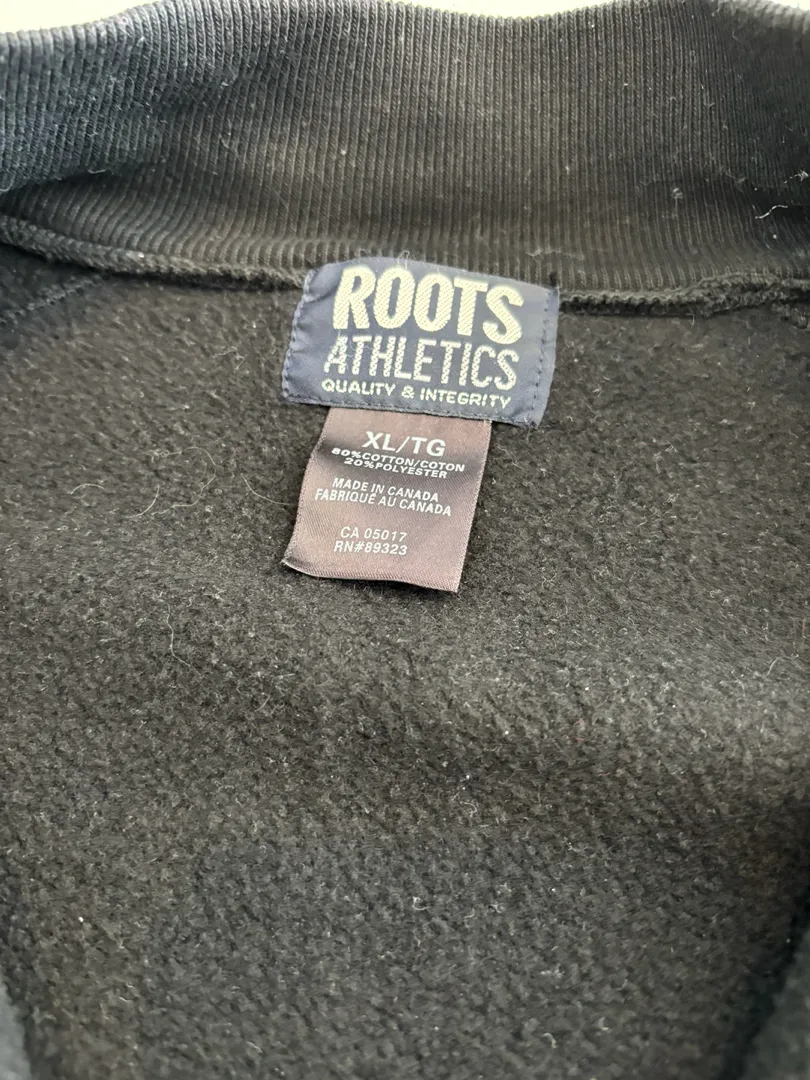 ROOTS
ATHLETICS
QUALITY & INTEGRITY
XL/TG
80%COTTON/COTON
20%POLYESTER
MADE IN CANADA
FABRIQUÉ AU CANADA
CA 05017
RN#89323